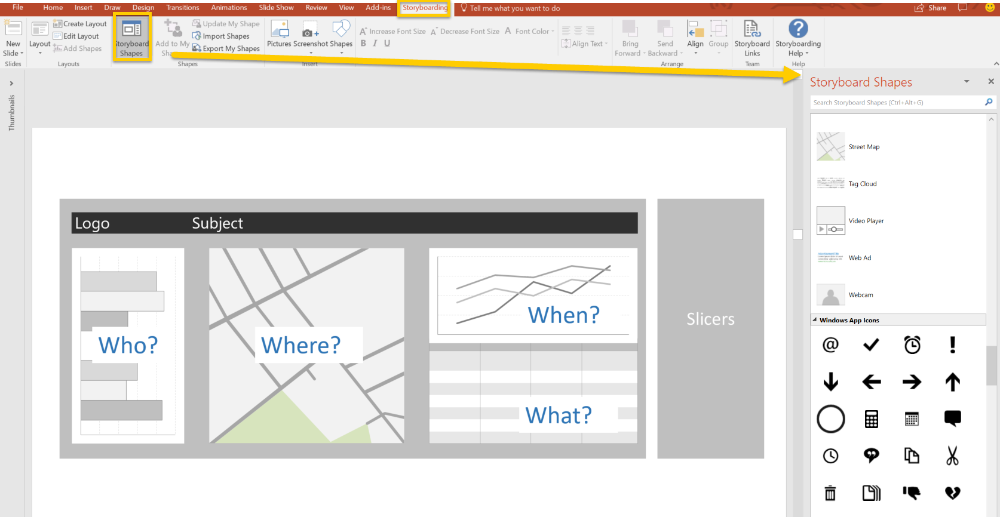 File Home Insert Draw Design Transitions Animations Slide Show Review View Add-ins Storyboarding Tell me what you want to do Share
New Slide
Layout
Create Layout
Edit Layout
Add Shapes
Storyboard Shapes
Add to My
Update My Shape
Import Shapes
Export My Shapes
Pictures Screenshot Shapes
Increase Font Size Decrease Font Size A Font Color
B I U
Align Text
Bring Forward
Send Backward
Align Group
Storyboard Links
Storyboarding Help
Slides Layouts Shapes Insert Arrange Team Help
Thumbnails
Storyboard Shapes
Search Storyboard Shapes (Ctrl+Alt+G)
Street Map
Tag Cloud
Video Player
Web Ad
Webcam
Windows App Icons
@
Logo Subject
Who?
Where?
When?
What?
Slicers